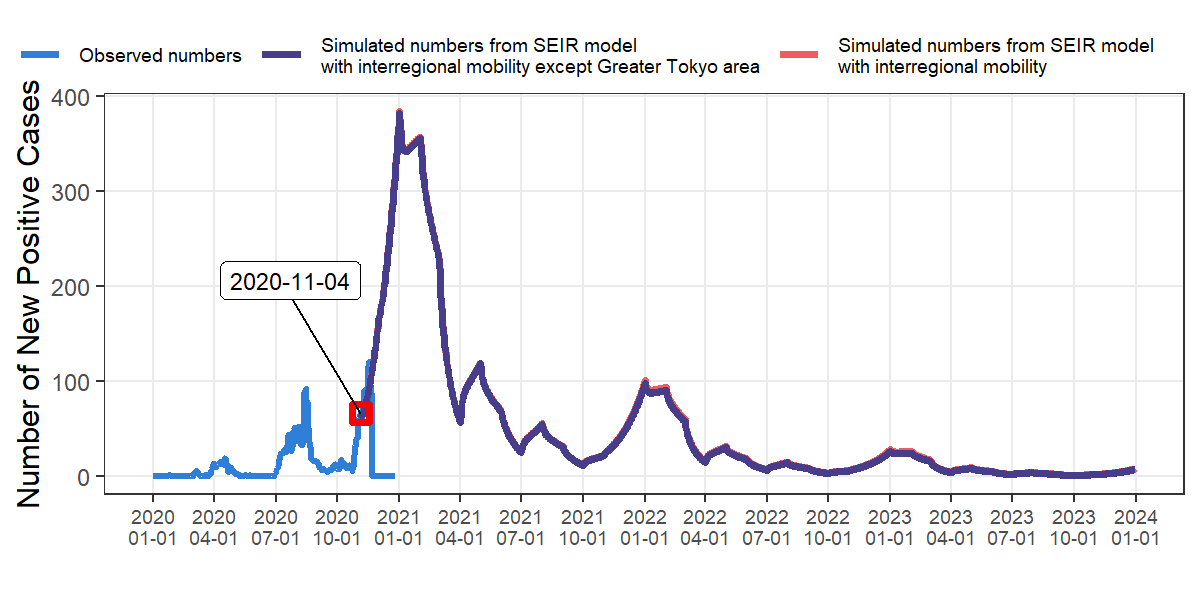 Observed numbers
Simulated numbers from SEIR model
with interregional mobility except Greater Tokyo area
Simulated numbers from SEIR model
with interregional mobility
Number of New Positive Cases
400
300
200
100
0
2020-11-04
2020 2020 2020 2020 2021 2021 2021 2021 2022 2022 2022 2022 2023 2023 2023 2023 2024
01-01 04-01 07-01 10-01 01-01 04-01 07-01 10-01 01-01 04-01 07-01 10-01 01-01 04-01 07-01 10-01 01-01